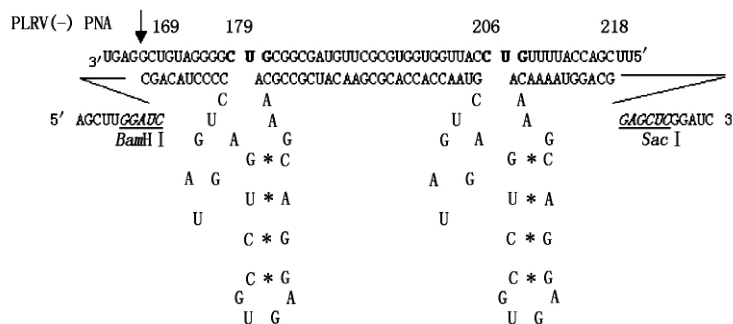 PLRV(-) PNA 169 179 206 218
3'UGAGGCUGUAGGGGC U GCGGCGAUGUUCGCGUGGUGGUUACC U GUUUUACCAGCUU5'
CGACAUCCCC ACGCCGCUACAAGCGCACCACCAAUG ACAAAAUGGACG
C A C A
5' AGCUUGGAUC U A U A GAGCUCGGAUC 3
BamH I G A G G A G Sac I
G * C G * C
A G A G
U * A U * A
U U
C * G C * G
C * G C * G
G A G A
U G U G